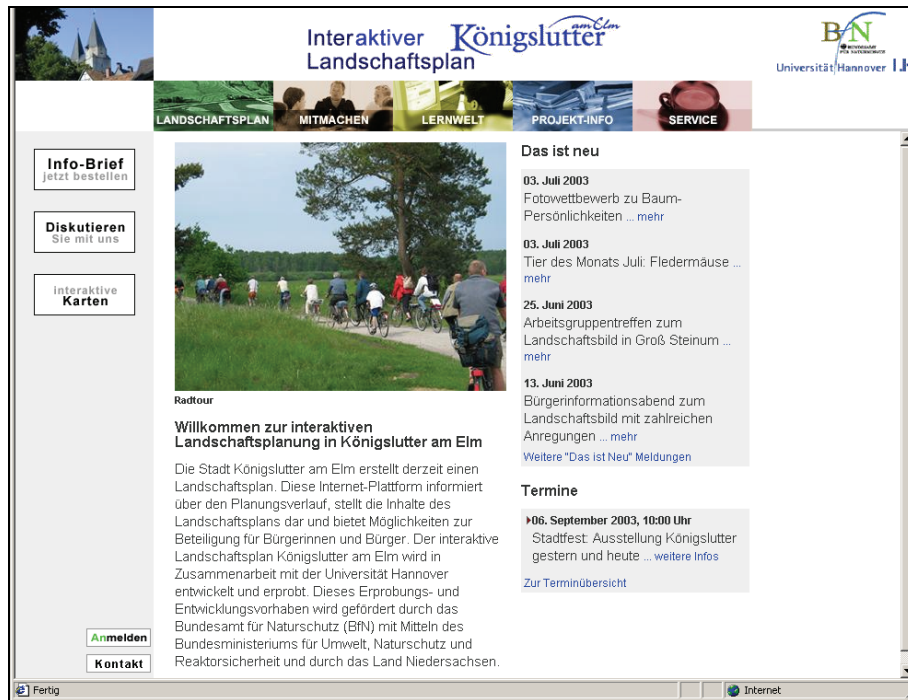 Interaktiver
Landschaftsplan
Königslutter
am Elm
BfN
BUNDESAMT
FÜR NATURSCHUTZ
Universität Hannover
LANDSCHAFTSPLAN
MITMACHEN
LERNWELT
PROJEKT-INFO
SERVICE
Info-Brief
jetzt bestellen
Diskutieren
Sie mit uns
interaktive
Karten
Anmelden
Kontakt
Radtour
Willkommen zur interaktiven
Landschaftsplanung in Königslutter am Elm
Die Stadt Königslutter am Elm erstellt derzeit einen
Landschaftsplan. Diese Internet-Plattform informiert
über den Planungsverlauf, stellt die Inhalte des
Landschaftsplans dar und bietet Möglichkeiten zur
Beteiligung für Bürgerinnen und Bürger. Der interaktive
Landschaftsplan Königslutter am Elm wird in
Zusammenarbeit mit der Universität Hannover
entwickelt und erprobt. Dieses Erprobungs- und
Entwicklungsvorhaben wird gefördert durch das
Bundesamt für Naturschutz (BfN) mit Mitteln des
Bundesministeriums für Umwelt, Naturschutz und
Reaktorsicherheit und durch das Land Niedersachsen.
Das ist neu
03. Juli 2003
Fotowettbewerb zu Baum-
Persönlichkeiten ... mehr
03. Juli 2003
Tier des Monats Juli: Fledermäuse ...
mehr
25. Juni 2003
Arbeitsgruppentreffen zum
Landschaftsbild in Groß Steinum ...
mehr
13. Juni 2003
Bürgerinformationsabend zum
Landschaftsbild mit zahlreichen
Anregungen ... mehr
Weitere "Das ist Neu" Meldungen
Termine
06. September 2003, 10:00 Uhr
Stadtfest: Ausstellung Königslutter
gestern und heute ... weitere Infos
Zur Terminübersicht
Fertig
Internet